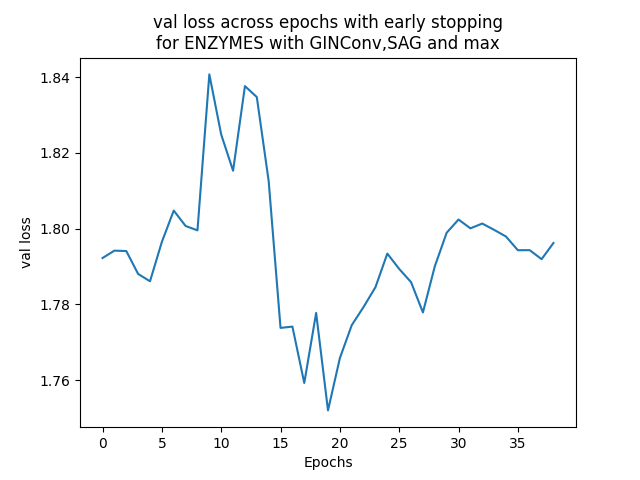 val loss across epochs with early stopping
for ENZYMES with GINConv,SAG and max
1.84
1.82
1.80
1.78
1.76
val loss
0 5 10 15 20 25 30 35
Epochs